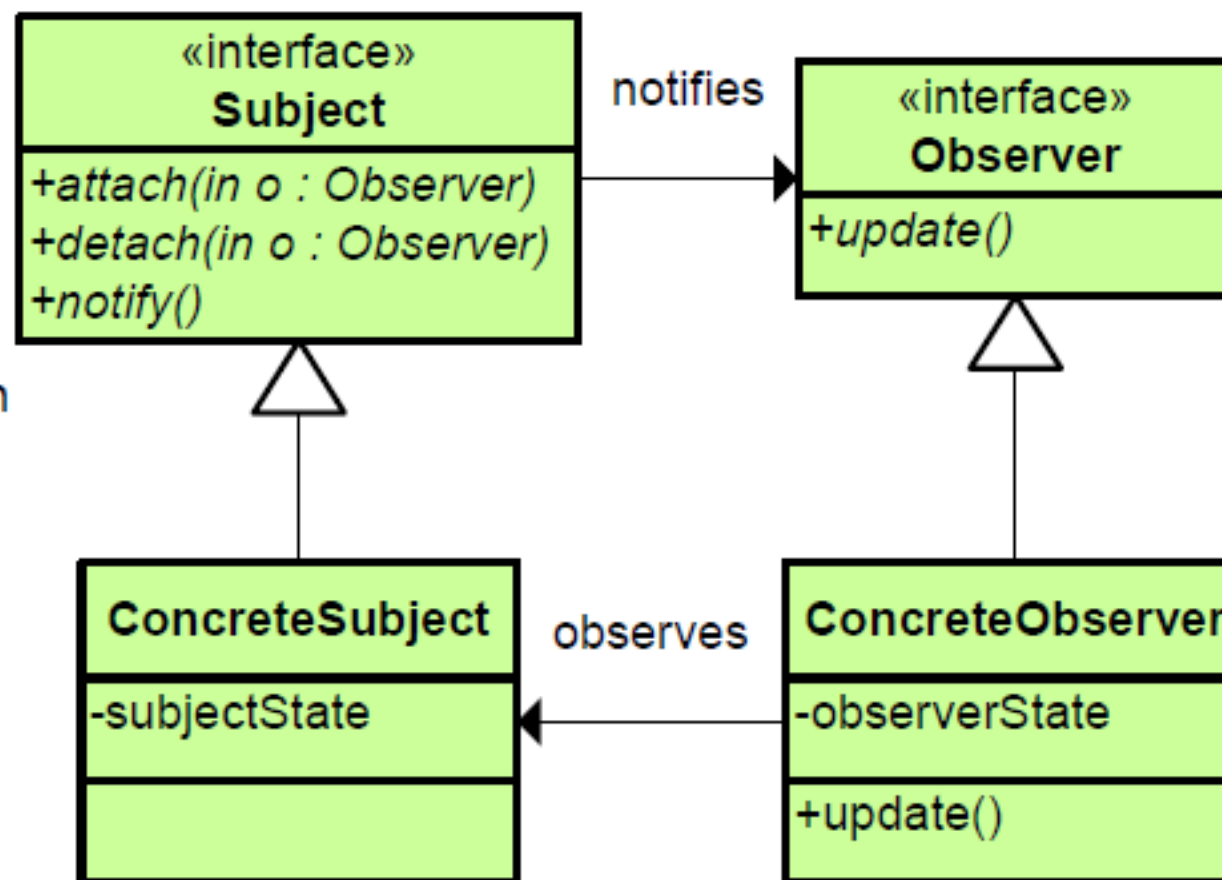 «interface»
Subject
+attach(in o : Observer)
+detach(in o : Observer)
+notify()
notifies
«interface»
Observer
+update()
ConcreteSubject
-subjectState
observes
ConcreteObserver
-observerState
+update()